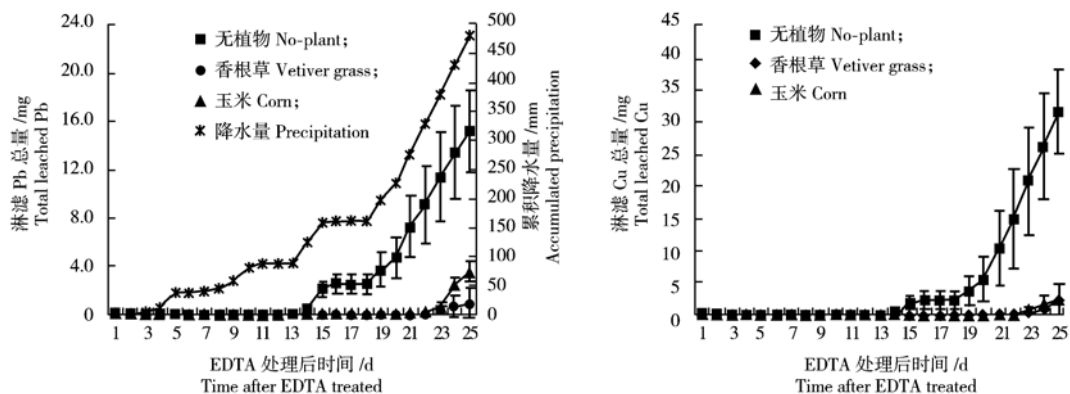 24.0
20.0
16.0
12.0
8.0
4.0
0
淋滤 Pb 总量 /mg
Total leached Pb
■ 无植物 No-plant；
● 香根草 Vetiver grass；
▲ 玉米 Corn；
降水量 Precipitation
500
450
400
350
300
250
200
150
100
50
0
累积降水量 /mm
Accumulated precipitation
1 3 5 7 9 11 13 15 17 19 21 23 25
EDTA 处理后时间 /d
Time after EDTA treated
45
40
35
30
25
20
15
10
5
0
淋滤 Cu 总量 /mg
Total leached Cu
■ 无植物 No-plant；
◆ 香根草 Vetiver grass；
▲ 玉米 Corn
1 3 5 7 9 11 13 15 17 19 21 23 25
EDTA 处理后时间 /d
Time after EDTA treated